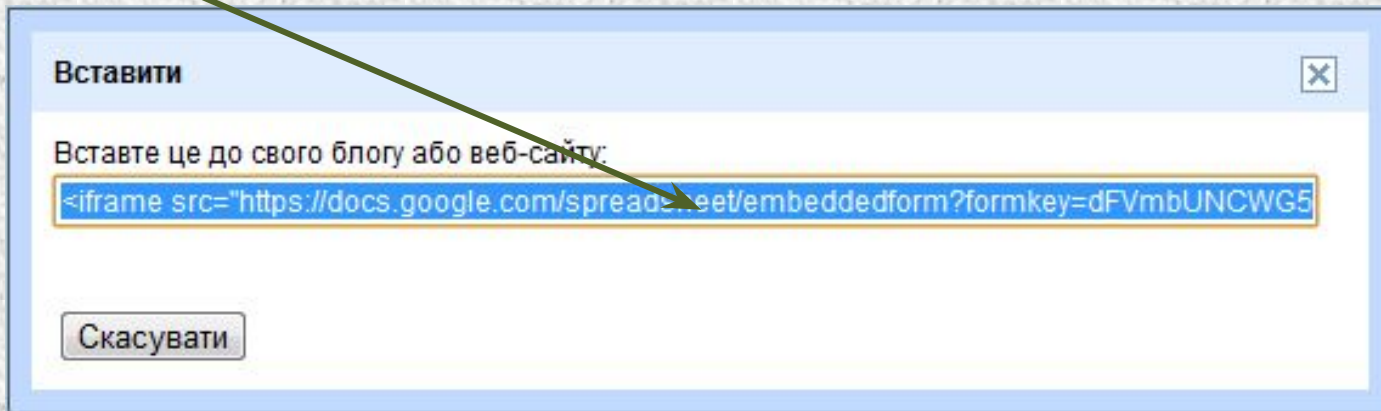 Вставити
Вставте це до свого блогу або веб-сайту:
<iframe src="https://docs.google.com/spreadsheet/embeddedform?formkey=dFVmbUNCWG5
Скасувати